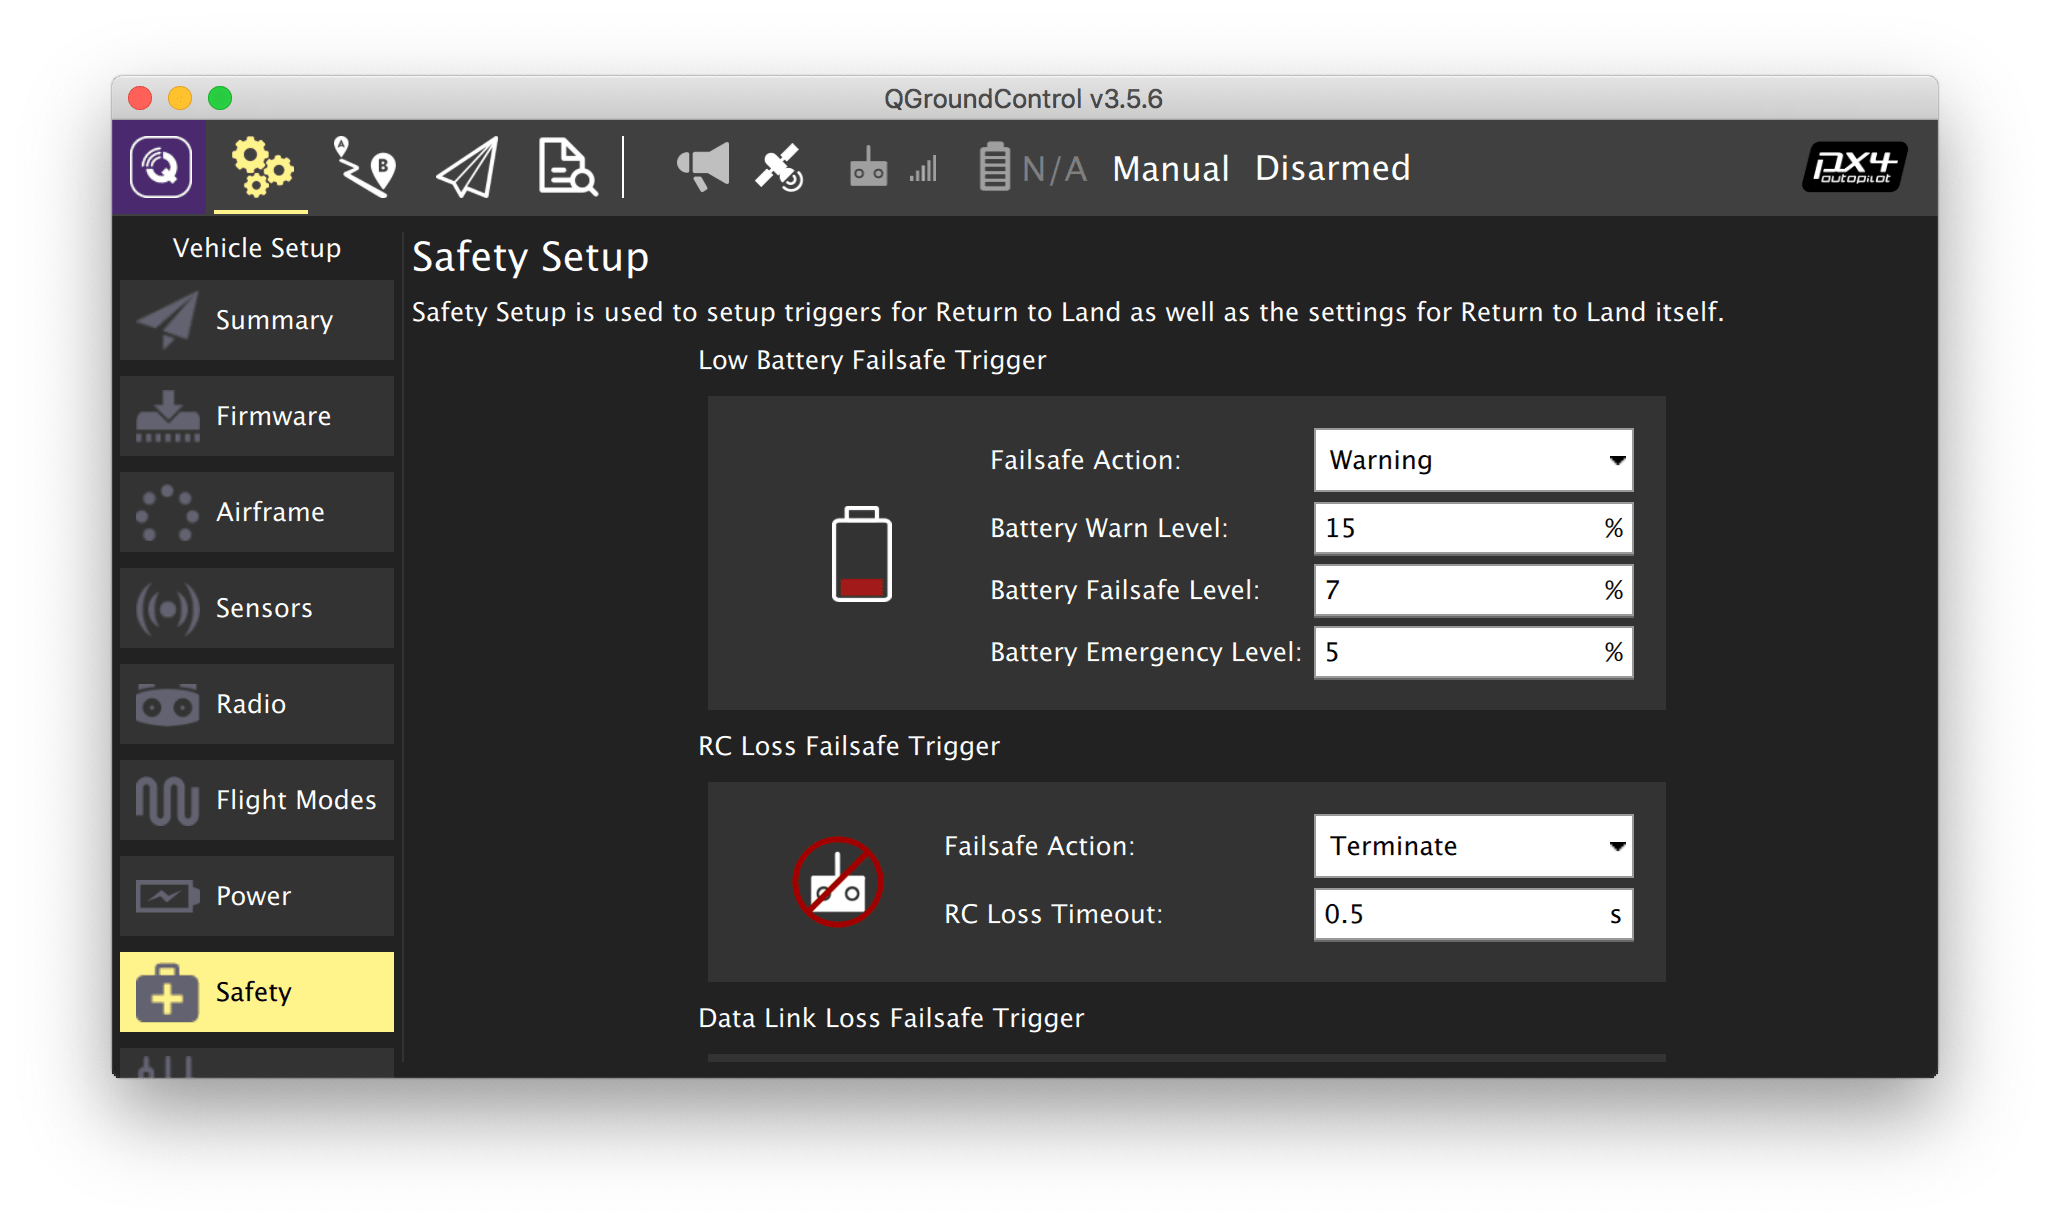 QGroundControl v3.5.6
A
B
N/A Manual Disarmed
PX4
autopilot
Vehicle Setup
Summary
Firmware
Airframe
Sensors
Radio
Flight Modes
Power
Safety
Safety Setup
Safety Setup is used to setup triggers for Return to Land as well as the settings for Return to Land itself.
Low Battery Failsafe Trigger
Failsafe Action: Warning
Battery Warn Level: 15 %
Battery Failsafe Level: 7 %
Battery Emergency Level: 5 %
RC Loss Failsafe Trigger
Failsafe Action: Terminate
RC Loss Timeout: 0.5 s
Data Link Loss Failsafe Trigger